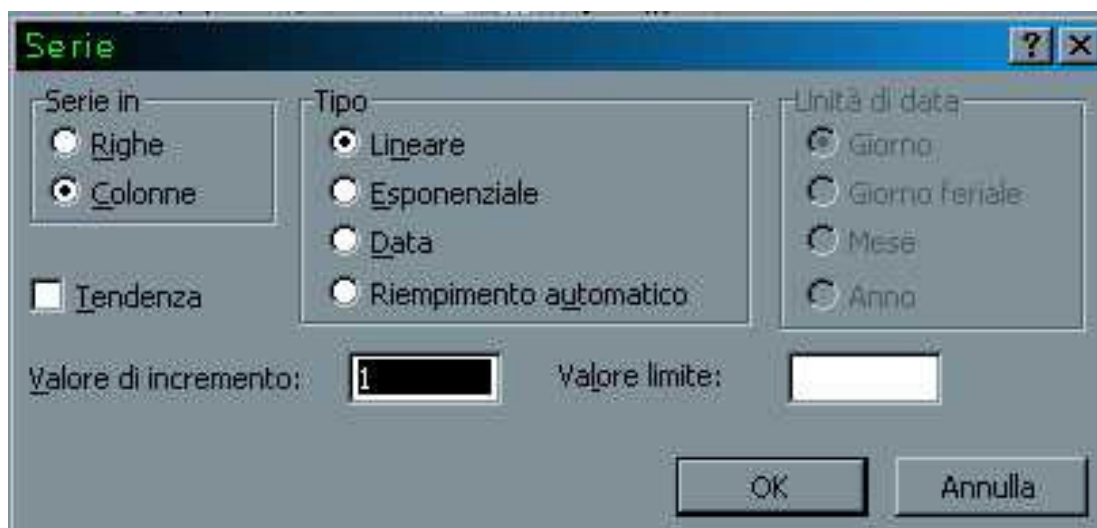 Serie
Serie in
Righe
Colonne
Tendenza
Tipo
Lineare
Esponenziale
Data
Riempimento automatico
Unità di data
Giorno
Giorno feriale
Mese
Anno
Valore di incremento: 1
Valore limite:
OK
Annulla